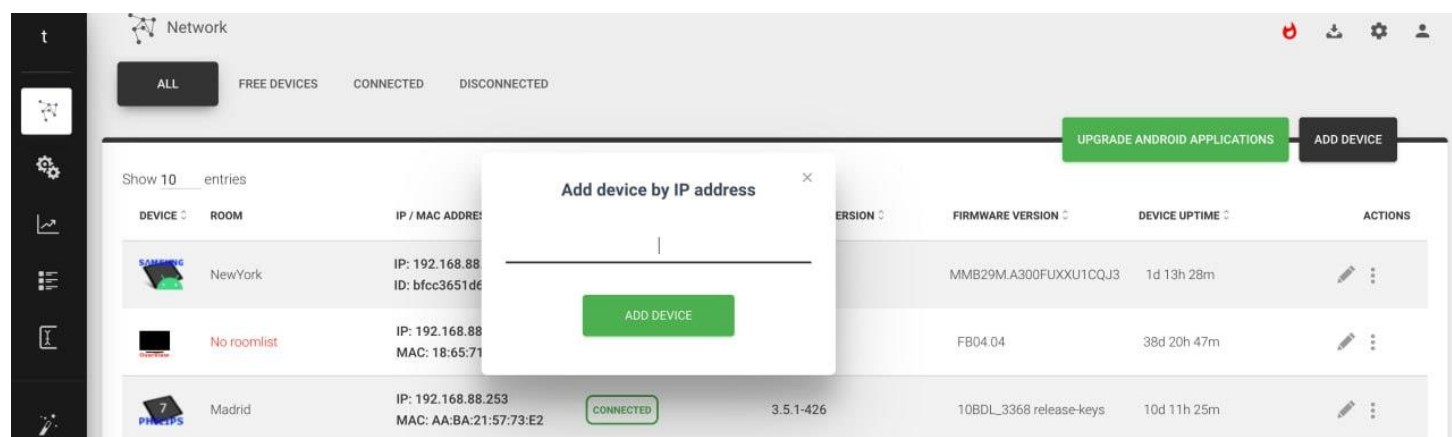 t
Network
ALL FREE DEVICES CONNECTED DISCONNECTED
UPGRADE ANDROID APPLICATIONS ADD DEVICE
Show 10 entries
Add device by IP address
×
DEVICE ROOM IP / MAC ADDRES ERSION FIRMWARE VERSION DEVICE UPTIME ACTIONS
SAMSUNG
NewYork
IP: 192.168.88
ID: bfcc3651d6
MMB29M.A300FUXXU1CQJ3 1d 13h 28m
ADD DEVICE
No roomlist
IP: 192.168.88
MAC: 18:65:71
FB04.04 38d 20h 47m
7
PHILIPS
Madrid
IP: 192.168.88.253
MAC: AA:BA:21:57:73:E2
CONNECTED 3.5.1-426 10BDL_3368 release-keys 10d 11h 25m